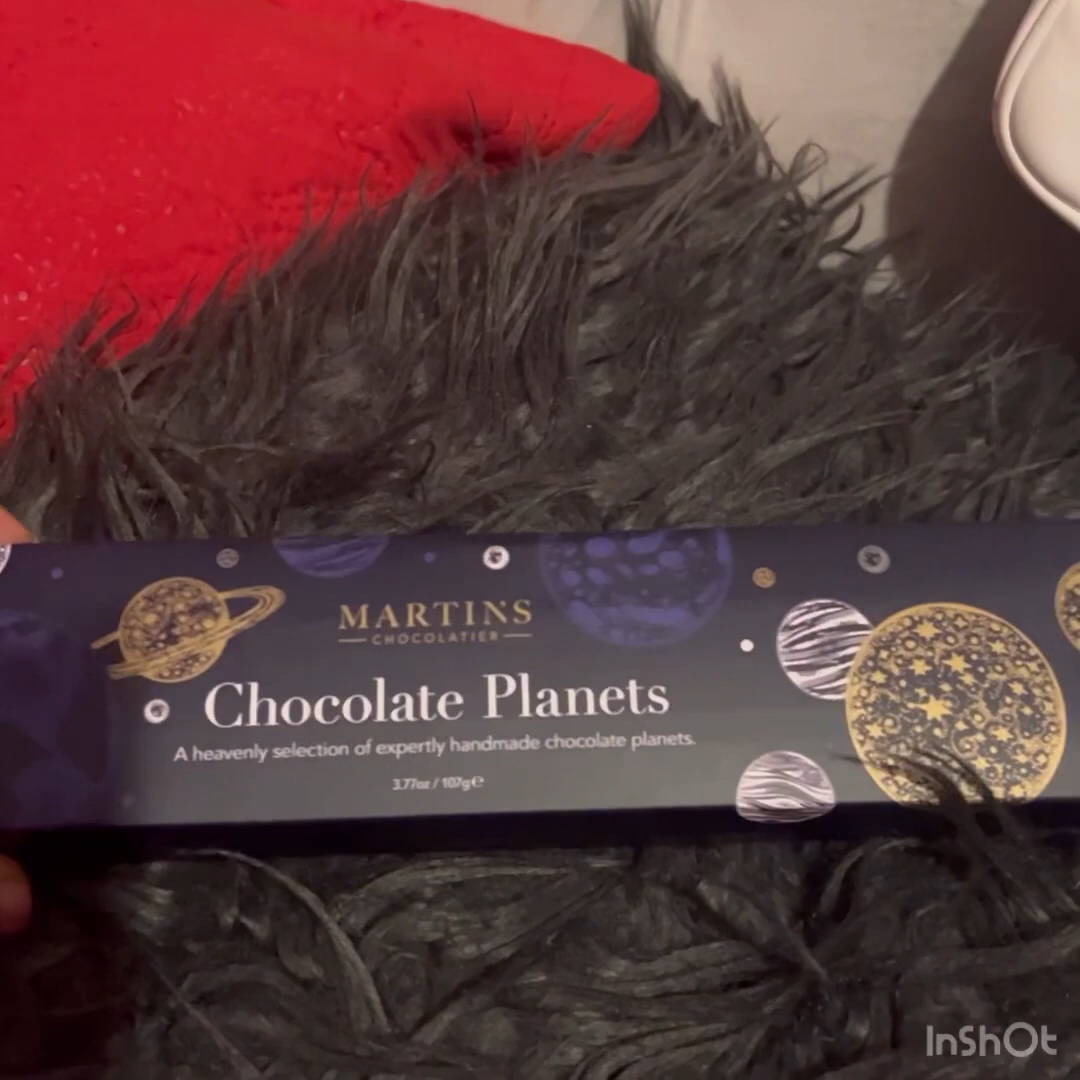 MARTINS
CHOCOLATIER
Chocolate Planets
A heavenly selection of expertly handmade chocolate planets.
3.77oz / 107g℮
InShOt